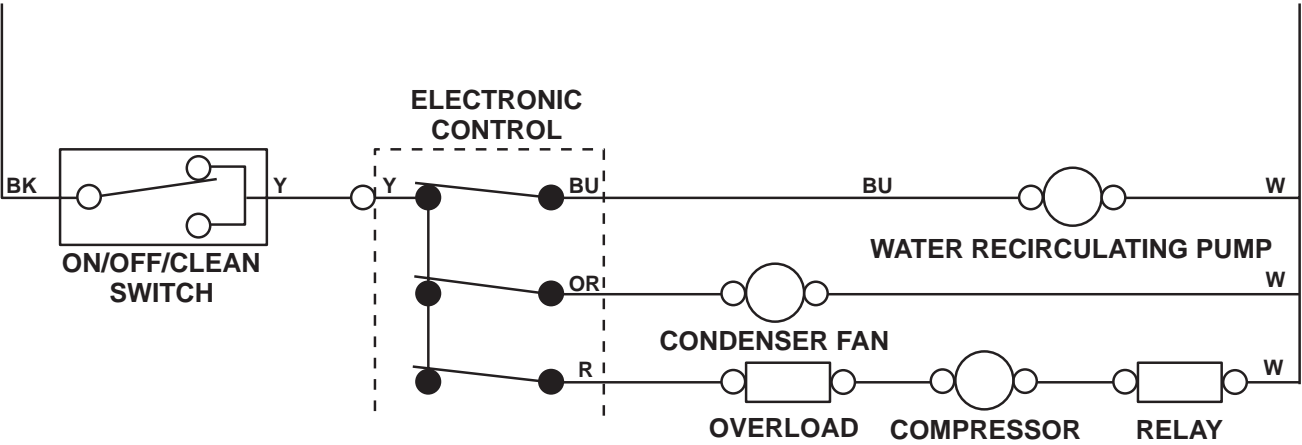 ELECTRONIC
CONTROL
BK
Y
Y
BU
BU
W
ON/OFF/CLEAN
SWITCH
WATER RECIRCULATING PUMP
OR
W
CONDENSER FAN
R
W
OVERLOAD
COMPRESSOR
RELAY